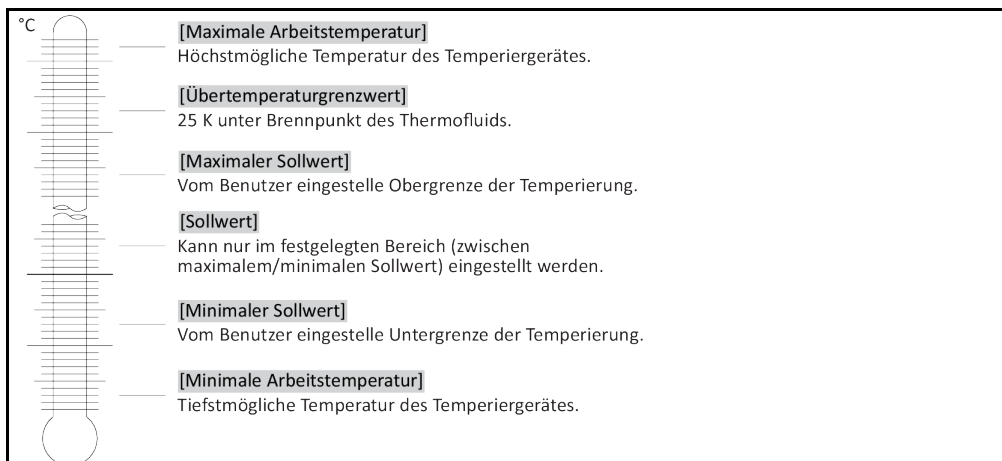 °C
[Maximale Arbeitstemperatur]
Höchstmögliche Temperatur des Temperiergerätes.
[Übertemperaturgrenzwert]
25 K unter Brennpunkt des Thermofluids.
[Maximaler Sollwert]
Vom Benutzer eingestelle Obergrenze der Temperierung.
[Sollwert]
Kann nur im festgelegten Bereich (zwischen
maximalem/minimalen Sollwert) eingestellt werden.
[Minimaler Sollwert]
Vom Benutzer eingestelle Untergrenze der Temperierung.
[Minimale Arbeitstemperatur]
Tiefstmögliche Temperatur des Temperiergerätes.